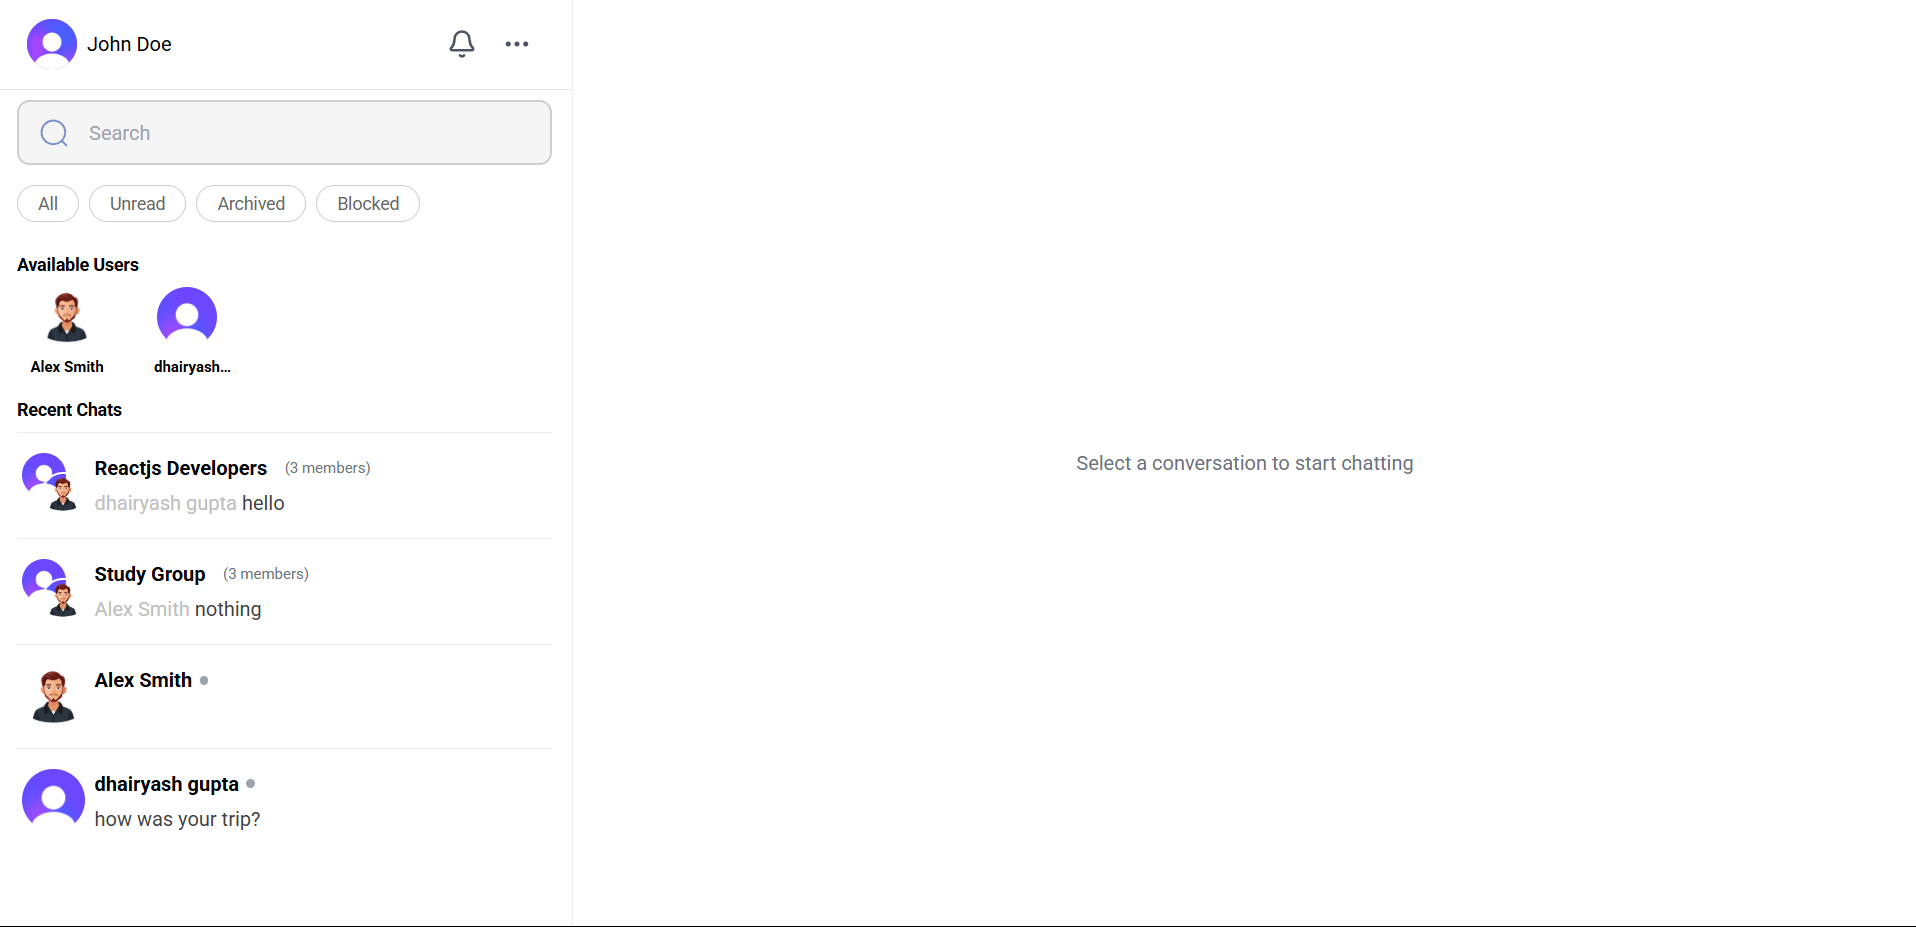 John Doe
Search
All Unread Archived Blocked
Available Users
Alex Smith dhairyash...
Recent Chats
Reactjs Developers (3 members)
dhairyash gupta hello
Study Group (3 members)
Alex Smith nothing
Alex Smith
dhairyash gupta
how was your trip?
Select a conversation to start chatting